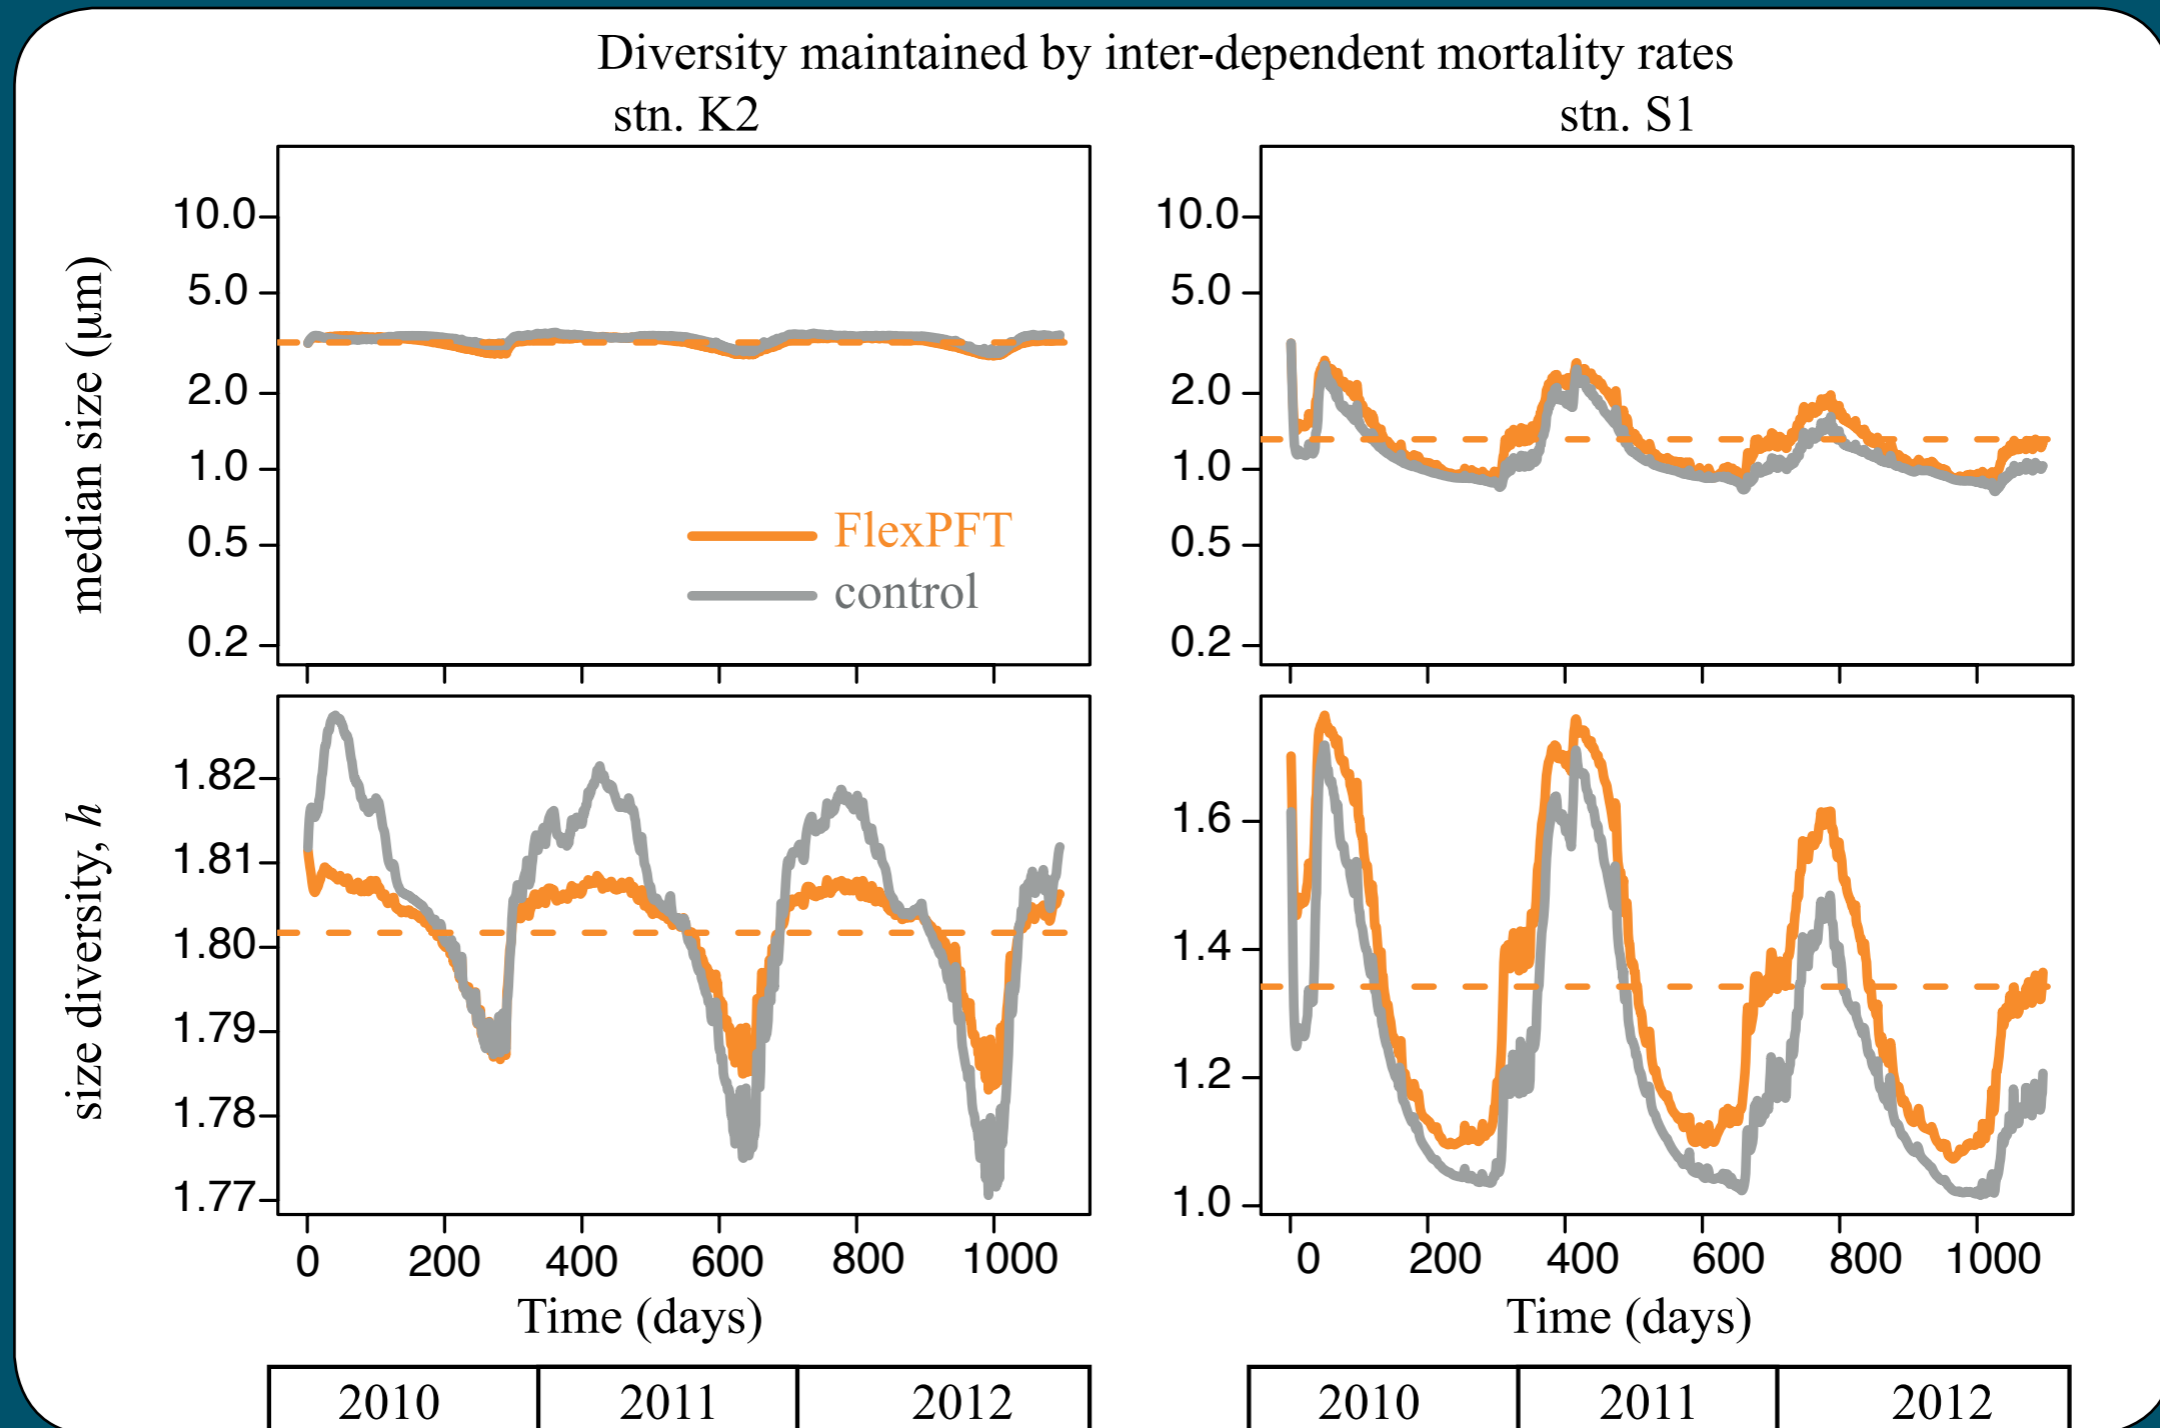 Diversity maintained by inter-dependent mortality rates
stn. K2
stn. S1
median size (μm)
10.0
5.0
2.0
1.0
0.5
0.2
FlexPFT
control
10.0
5.0
2.0
1.0
0.5
0.2
size diversity, h
1.82
1.81
1.80
1.79
1.78
1.77
0 200 400 600 800 1000
Time (days)
1.6
1.4
1.2
1.0
0 200 400 600 800 1000
Time (days)
2010 2011 2012
2010 2011 2012